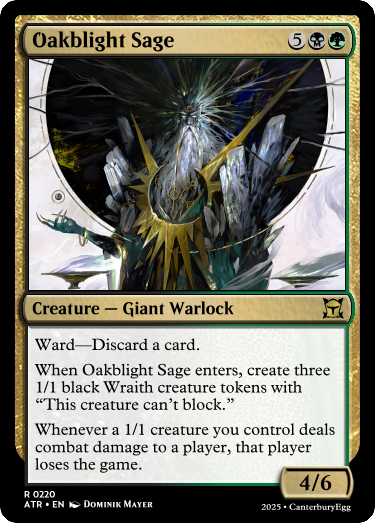 Oakblight Sage 5
Creature — Giant Warlock
Ward—Discard a card.
When Oakblight Sage enters, create three
1/1 black Wraith creature tokens with
“This creature can’t block.”
Whenever a 1/1 creature you control deals
combat damage to a player, that player
loses the game.
4/6
R 0220
ATR • EN Dominik Mayer
2025 • CanterburyEgg